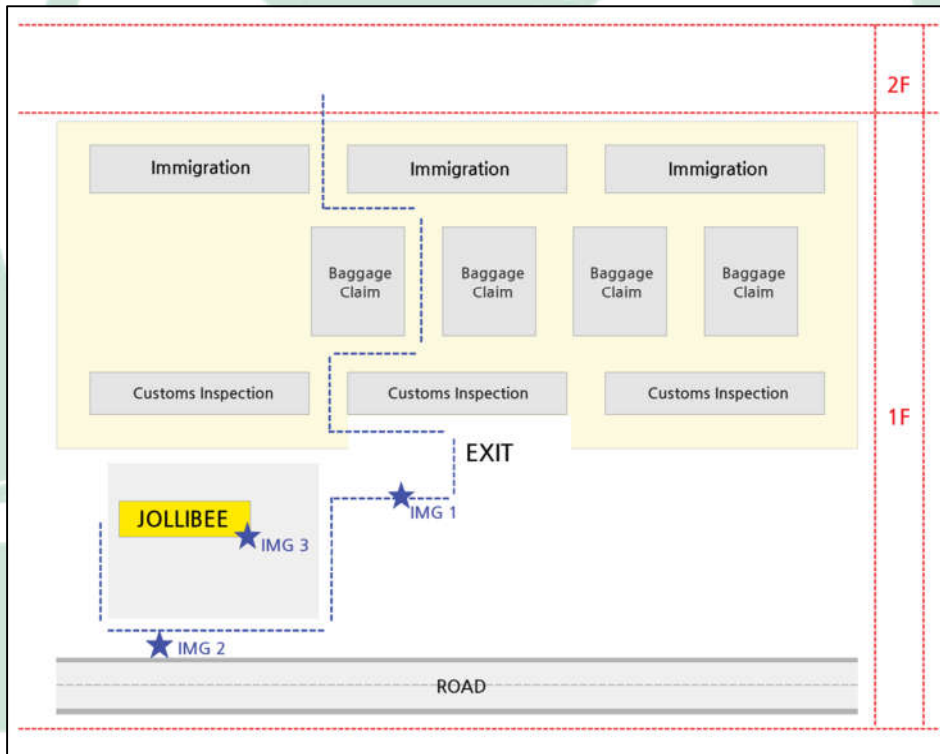 2F
Immigration
Immigration
Immigration
Baggage
Claim
Baggage
Claim
Baggage
Claim
Baggage
Claim
Customs Inspection
Customs Inspection
Customs Inspection
1F
EXIT
IMG 1
JOLLIBEE
IMG 3
IMG 2
ROAD